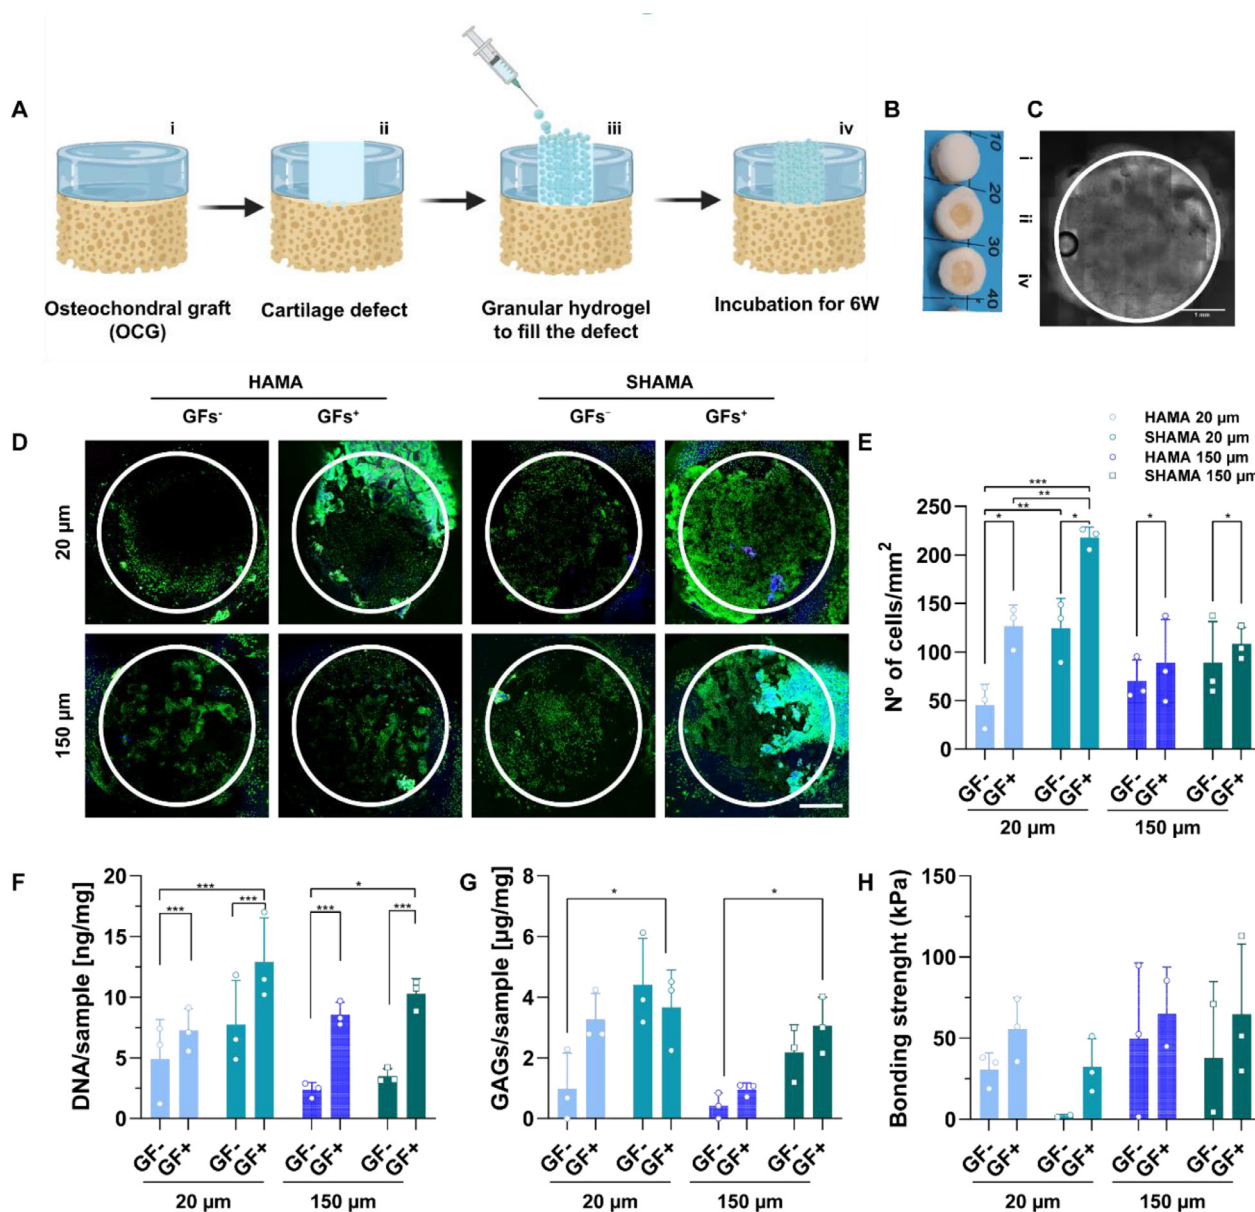 A
i
ii
iii
iv
Osteochondral graft
(OCG)
Cartilage defect
Granular hydrogel
to fill the defect
Incubation for 6W
B
10
20
30
40
i
ii
iv
C
1 mm
HAMA
SHAMA
GFs-
GFs+
GFs-
GFs+
D
20 µm
150 µm
E
HAMA 20 µm
SHAMA 20 µm
HAMA 150 µm
SHAMA 150 µm
Nº of cells/mm2
250
200
150
100
50
0
***
**
**
*
*
*
*
GF-
GF+
GF-
GF+
GF-
GF+
GF-
GF+
20 µm
150 µm
F
DNA/sample [ng/mg]
20
15
10
5
0
***
***
***
*
***
***
GF-
GF+
GF-
GF+
GF-
GF+
GF-
GF+
20 µm
150 µm
G
GAGs/sample [µg/mg]
8
6
4
2
0
*
*
GF-
GF+
GF-
GF+
GF-
GF+
GF-
GF+
20 µm
150 µm
H
Bonding strenght (kPa)
150
100
50
0
GF-
GF+
GF-
GF+
GF-
GF+
GF-
GF+
20 µm
150 µm